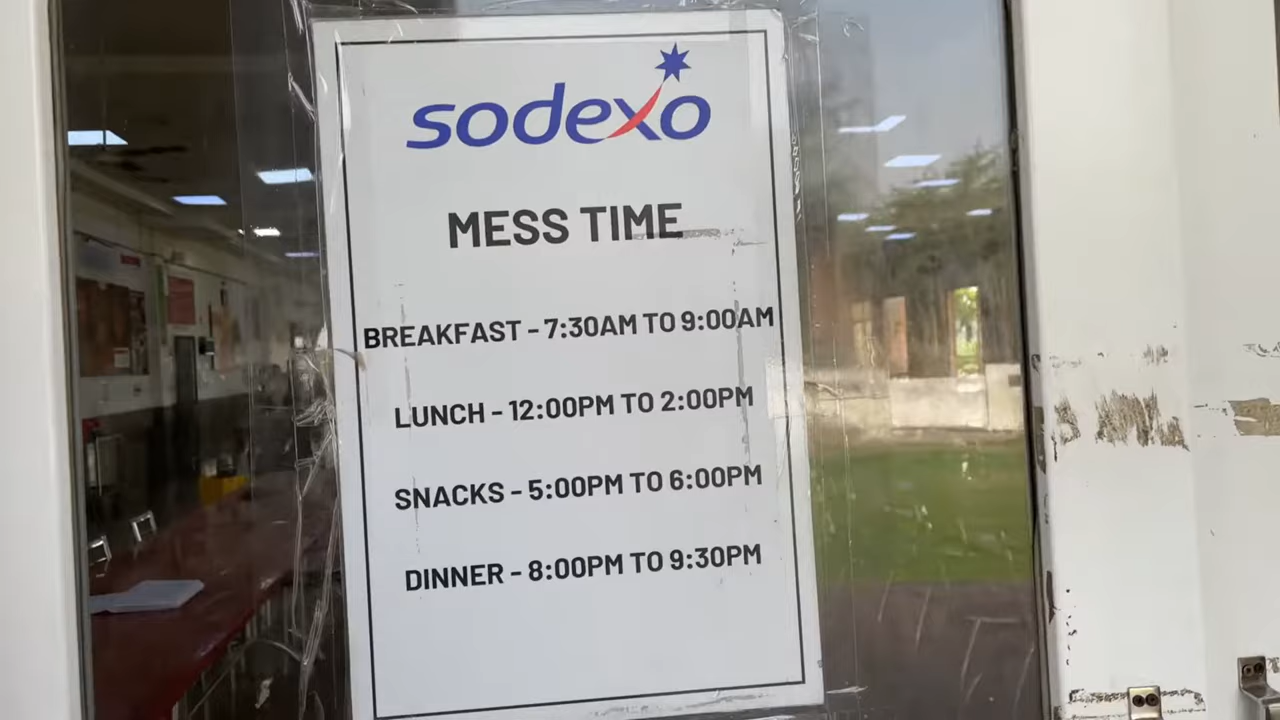 sodexo
MESS TIME
BREAKFAST - 7:30AM TO 9:00AM
LUNCH - 12:00PM TO 2:00PM
SNACKS - 5:00PM TO 6:00PM
DINNER - 8:00PM TO 9:30PM